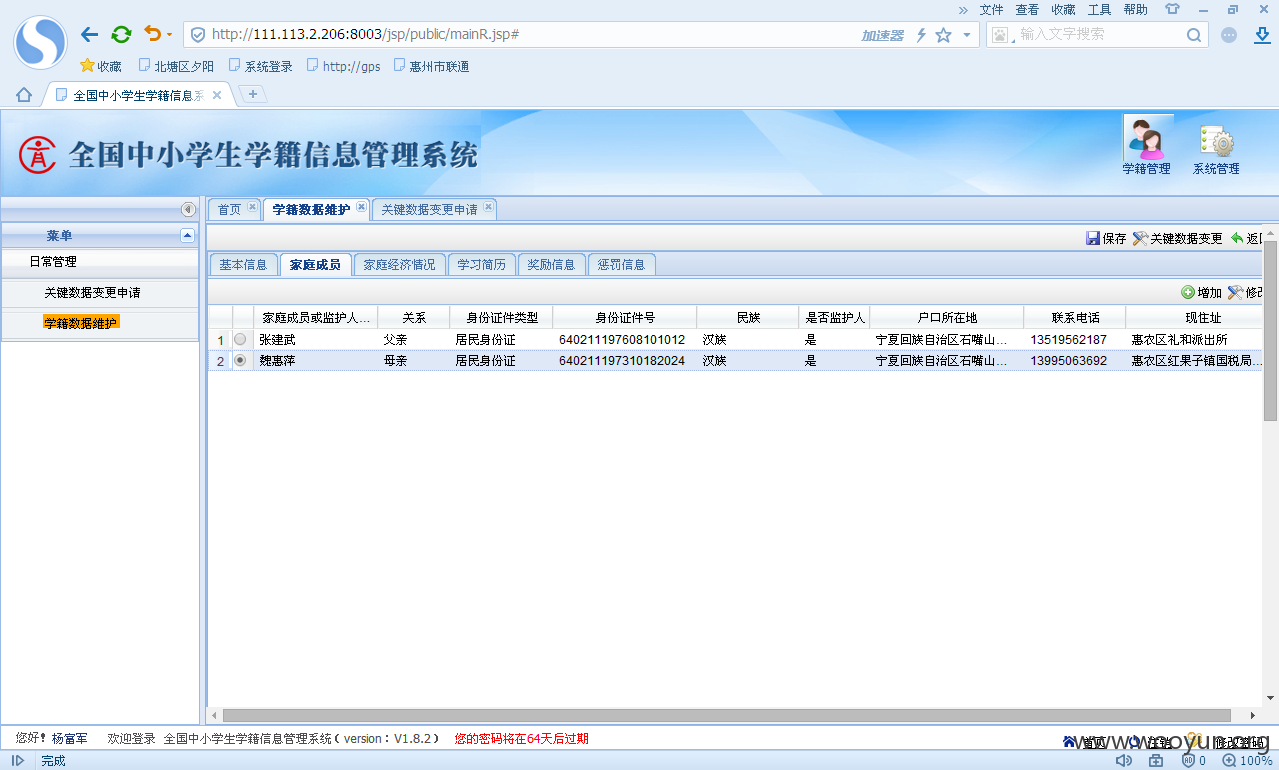 文件 查看 收藏 工具 帮助
http://111.113.2.206:8003/jsp/public/mainR.jsp#
加速器
输入文字搜索
收藏 北塘区夕阳 系统登录 http://gps 惠州市联通
全国中小学生学籍信息系
全国中小学生学籍信息管理系统
学籍管理 系统管理
首页 学籍数据维护 关键数据变更申请
菜单
日常管理
关键数据变更申请
学籍数据维护
保存 关键数据变更 返
基本信息 家庭成员 家庭经济情况 学习简历 奖励信息 惩罚信息
增加 修
家庭成员或监护人... 关系 身份证件类型 身份证件号 民族 是否监护人 户口所在地 联系电话 现住址
1 张建武 父亲 居民身份证 640211197608101012 汉族 是 宁夏回族自治区石嘴山... 13519562187 惠农区礼和派出所
2 魏惠萍 母亲 居民身份证 640211197310182024 汉族 是 宁夏回族自治区石嘴山... 13995063692 惠农区红果子镇国税局...
您好! 杨富军 欢迎登录 全国中小学生学籍信息管理系统 ( version : V1.8.2 ) 您的密码将在64天后过期
www.wooyun.org
完成
0 100%